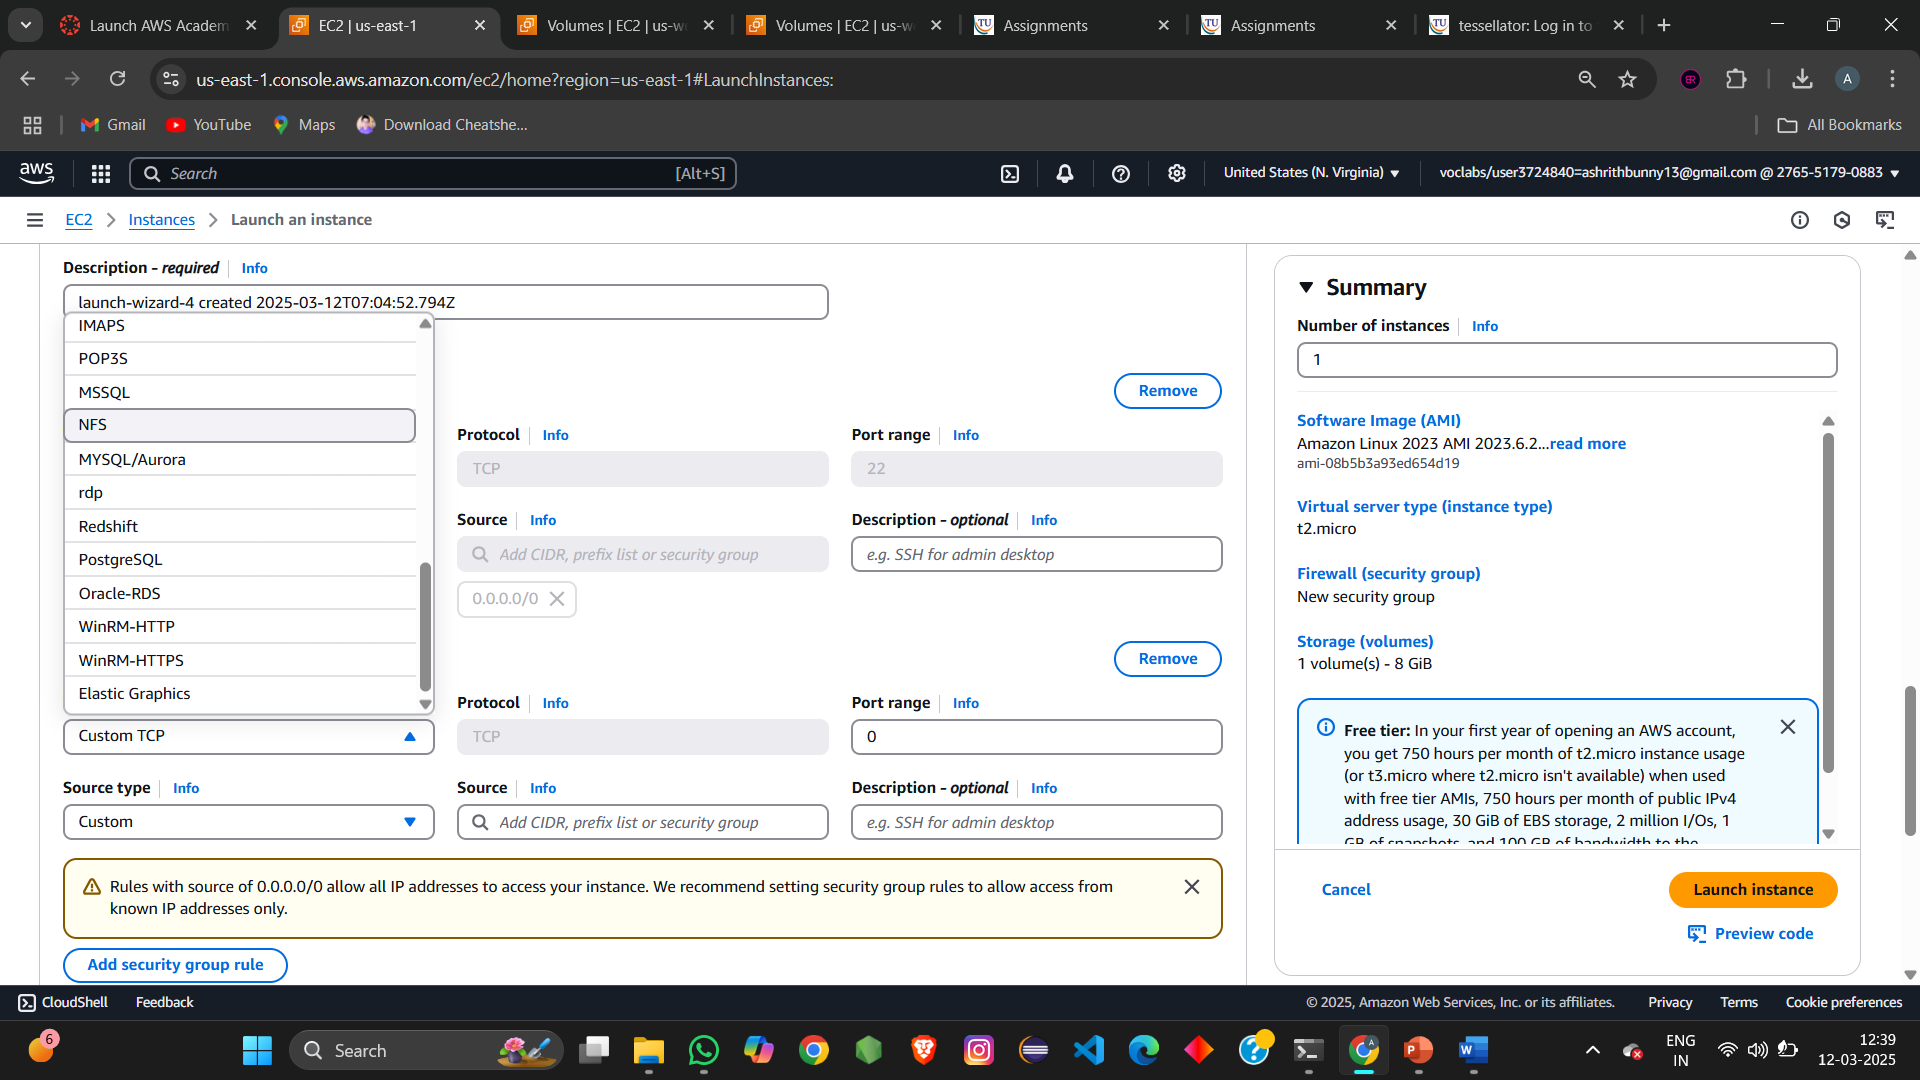 Launch AWS Academ
EC2 | us-east-1
Volumes | EC2 | us-we
Volumes | EC2 | us-we
Assignments
Assignments
tessellator: Log in to
us-east-1.console.aws.amazon.com/ec2/home?region=us-east-1#LaunchInstances:
A
Gmail
YouTube
Maps
Download Cheatshe...
All Bookmarks
aws
Search
[Alt+S]
United States (N. Virginia)
voclabs/user3724840=ashrithbunny13@gmail.com @ 2765-5179-0883
EC2
Instances
Launch an instance
Description - required
Info
launch-wizard-4 created 2025-03-12T07:04:52.794Z
IMAPS
POP3S
MSSQL
NFS
MYSQL/Aurora
rdp
Redshift
PostgreSQL
Oracle-RDS
WinRM-HTTP
WinRM-HTTPS
Elastic Graphics
Remove
Protocol
Info
Port range
Info
TCP
22
Source
Info
Description - optional
Info
Add CIDR, prefix list or security group
e.g. SSH for admin desktop
0.0.0.0/0
Remove
Protocol
Info
Port range
Info
Custom TCP
TCP
0
Source type
Info
Source
Info
Description - optional
Info
Custom
Add CIDR, prefix list or security group
e.g. SSH for admin desktop
Rules with source of 0.0.0.0/0 allow all IP addresses to access your instance. We recommend setting security group rules to allow access from
known IP addresses only.
Add security group rule
Summary
Number of instances
Info
1
Software Image (AMI)
Amazon Linux 2023 AMI 2023.6.2...read more
ami-08b5b3a93ed654d19
Virtual server type (instance type)
t2.micro
Firewall (security group)
New security group
Storage (volumes)
1 volume(s) - 8 GiB
Free tier: In your first year of opening an AWS account,
you get 750 hours per month of t2.micro instance usage
(or t3.micro where t2.micro isn't available) when used
with free tier AMIs, 750 hours per month of public IPv4
address usage, 30 GiB of EBS storage, 2 million I/Os, 1
GB of snapshots, and 100 GB of bandwidth to the
Cancel
Launch instance
Preview code
CloudShell
Feedback
© 2025, Amazon Web Services, Inc. or its affiliates.
Privacy
Terms
Cookie preferences
6
Search
ENG
IN
12:39
12-03-2025